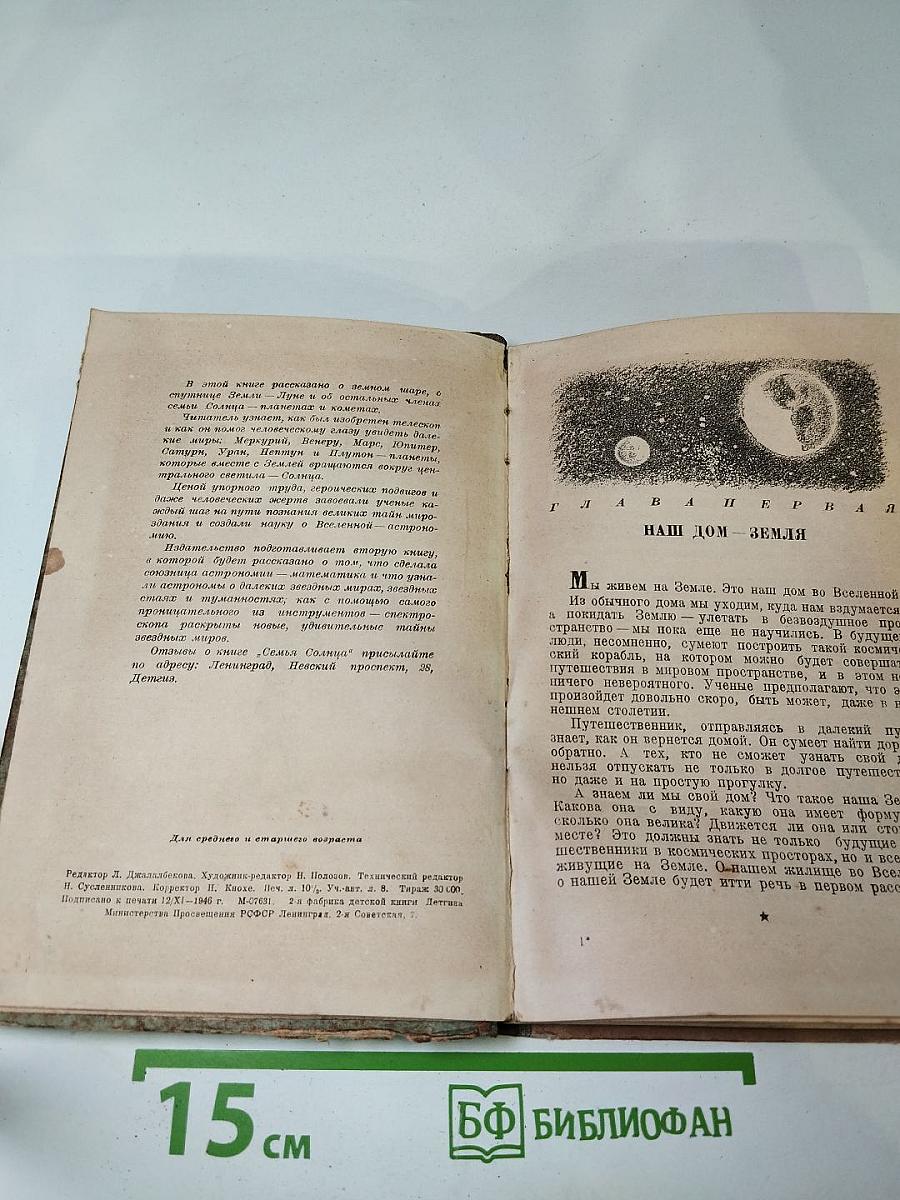 В этой книге рассказано о земном шаре, о
спутнице Земли — Луне и об остальных членах
семьи Солнца — планетах и кометах.
Читатель узнает, как был изобретен телескоп
и как он помог человеческому глазу увидеть дале-
кие миры: Меркурий, Венеру, Марс, Юпитер,
Сатурн, Уран, Нептун и Плутон — планеты,
которые вместе с Землей вращаются вокруг цен-
трального светила — Солнца.
Ценой упорного труда, героических подвигов и
даже человеческих жертв завоевали ученые ка-
ждый шаг на пути познания великих тайн миро-
здания и создали науку о Вселенной — астроно-
мию.
Издательство подготавливает вторую книгу,
в которой будет рассказано о том, что сделала
союзница астрономии — математика и что узна-
ли астрономы о далеких звездных мирах, звездных
стаях и туманностях, как с помощью самого
проницательного из инструментов — спектро-
скопа раскрыты новые, удивительные тайны
звездных миров.
Отзывы о книге „Семья Солнца" присылайте
по адресу: Ленинград, Невский проспект, 28,
Детгиз.
Для среднего и старшего возраста
Редактор Л. Джалалбекова. Художник-редактор Н. Полозов. Технический редактор
Н. Сусленникова. Корректор П. Кнохе. Печ. л. 10¹/₂. Уч.-авт. л. 8. Тираж 30 000.
Подписано к печати 12/XI—1946 г. М-07631. 2-я фабрика детской книги Детгиза
Министерства Просвещения РСФСР Ленинград, 2-я Советская, 7.
ГЛАВА ПЕРВАЯ
НАШ ДОМ — ЗЕМЛЯ
Мы живем на Земле. Это наш дом во Вселенной
Из обычного дома мы уходим, куда нам вздумается
а покидать Землю — улетать в безвоздушное про
странство — мы пока еще не научились. В будуще
люди, несомненно, сумеют построить такой космиче
ский корабль, на котором можно будет совершат
путешествия в мировом пространстве, и в этом не
ничего невероятного. Ученые предполагают, что э
произойдет довольно скоро, быть может, даже в н
нешнем столетии.
Путешественник, отправляясь в далекий пу
знает, как он вернется домой. Он сумеет найти дор
обратно. А тех, кто не сможет узнать свой д
нельзя отпускать не только в долгое путешест
но даже и на простую прогулку.
А знаем ли мы свой дом? Что такое наша Зе
Какова она с виду, какую она имеет форму
сколько она велика? Движется ли она или сто
месте? Это должны знать не только будущие
шественники в космических просторах, но и все
живущие на Земле. О нашем жилище во Всел
о нашей Земле будет итти речь в первом расс
1*
15 см
БФ БИБЛИОФАН